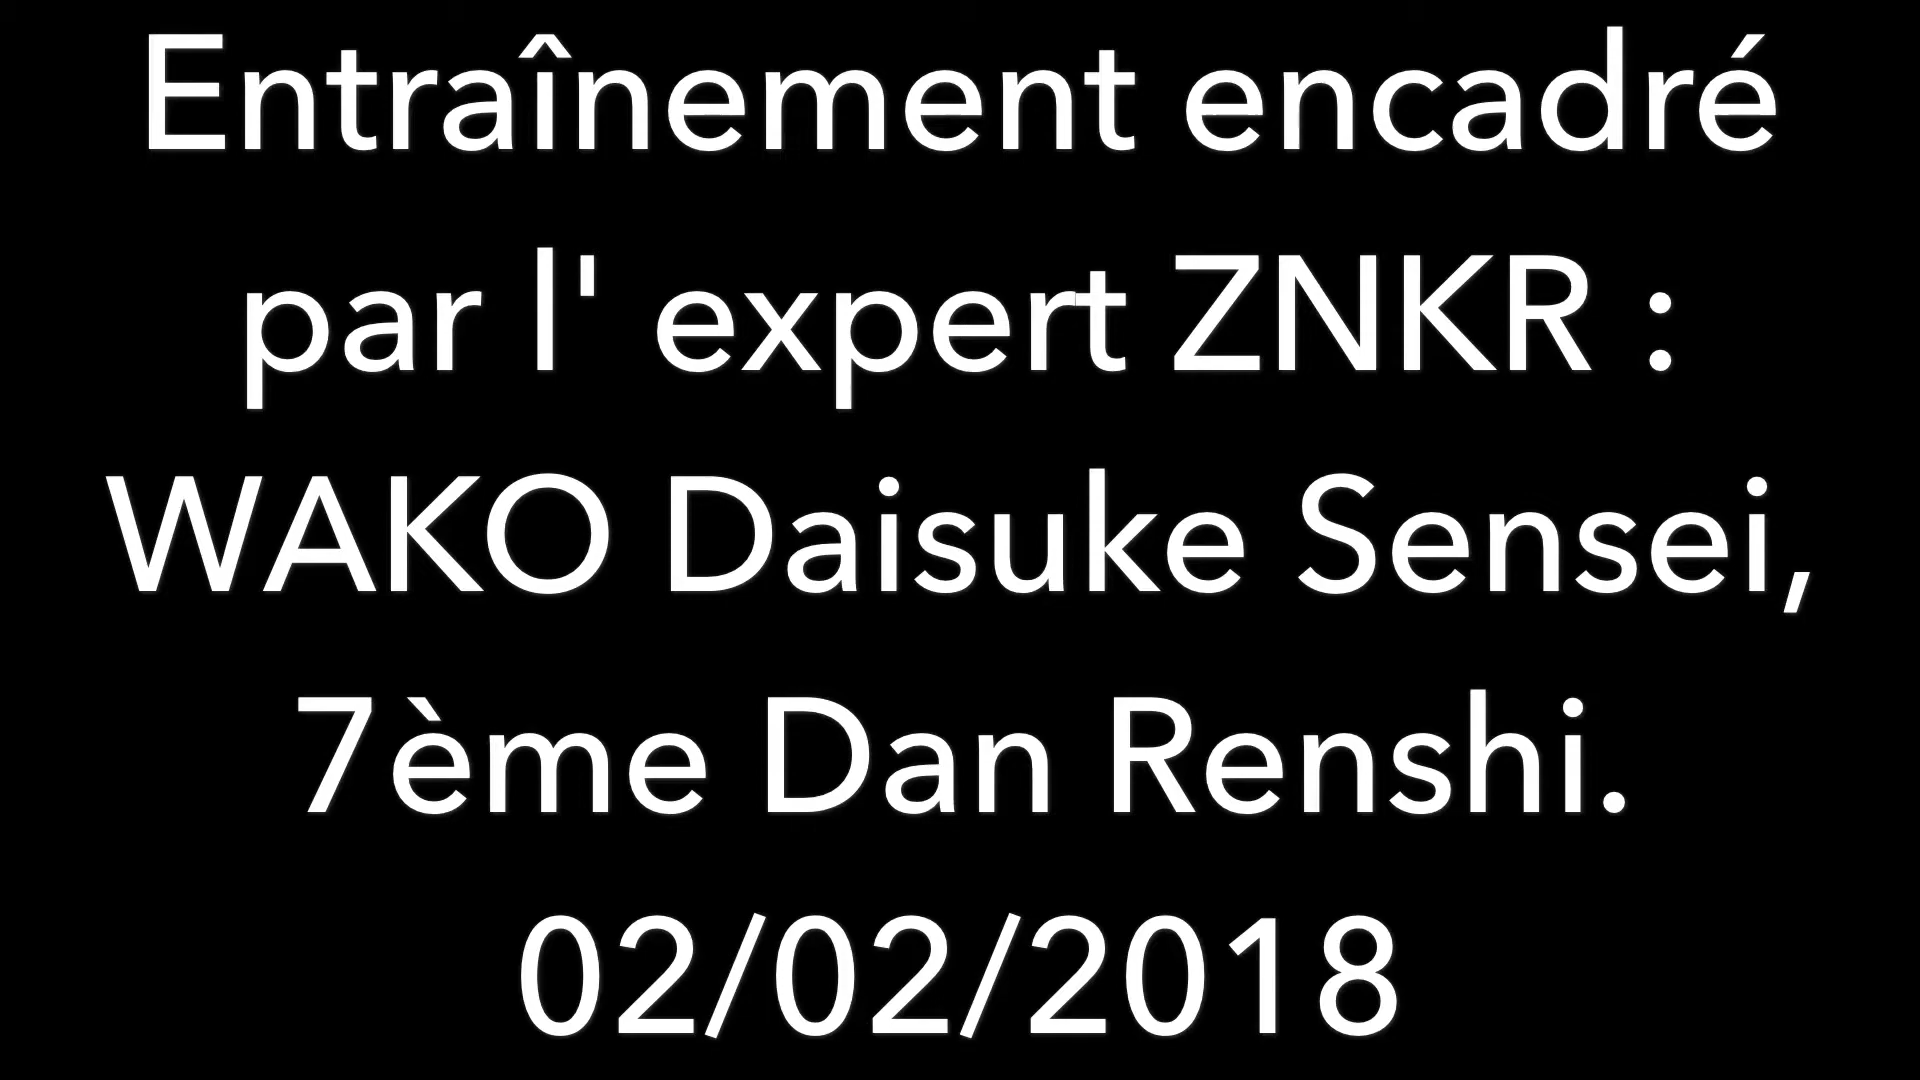 Entraînement encadré
par l' expert ZNKR :
WAKO Daisuke Sensei,
7ème Dan Renshi.
02/02/2018